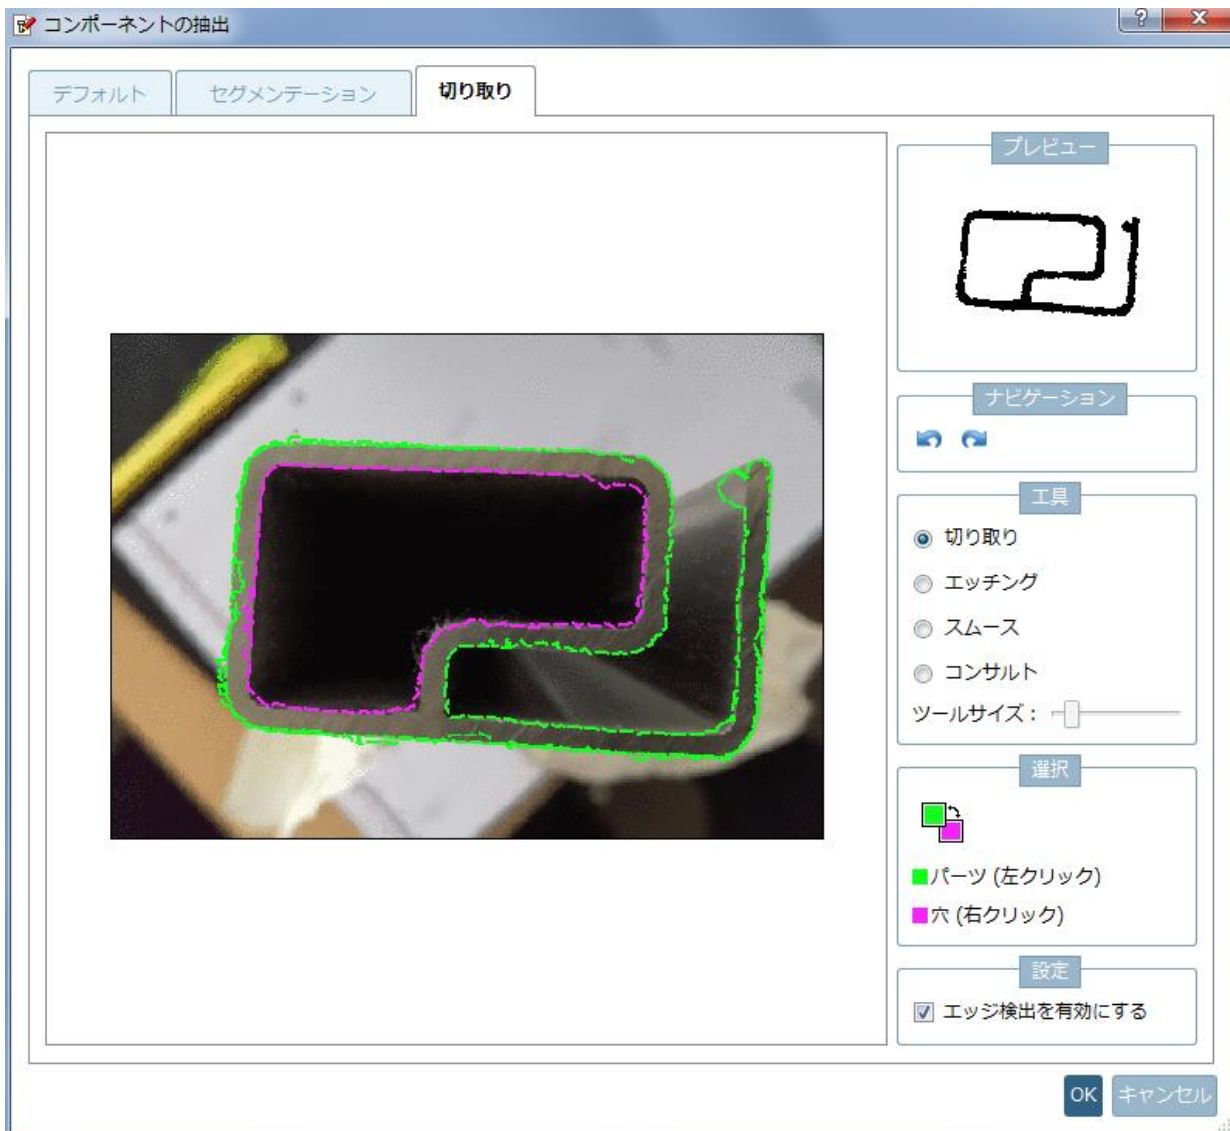 コンポーネントの抽出
?
X
デフォルト
セグメンテーション
切り取り
プレビュー
ナビゲーション
工具
切り取り
エッチング
スムース
コンサルト
ツールサイズ：
選択
パーツ (左クリック)
穴 (右クリック)
設定
エッジ検出を有効にする
OK
キャンセル